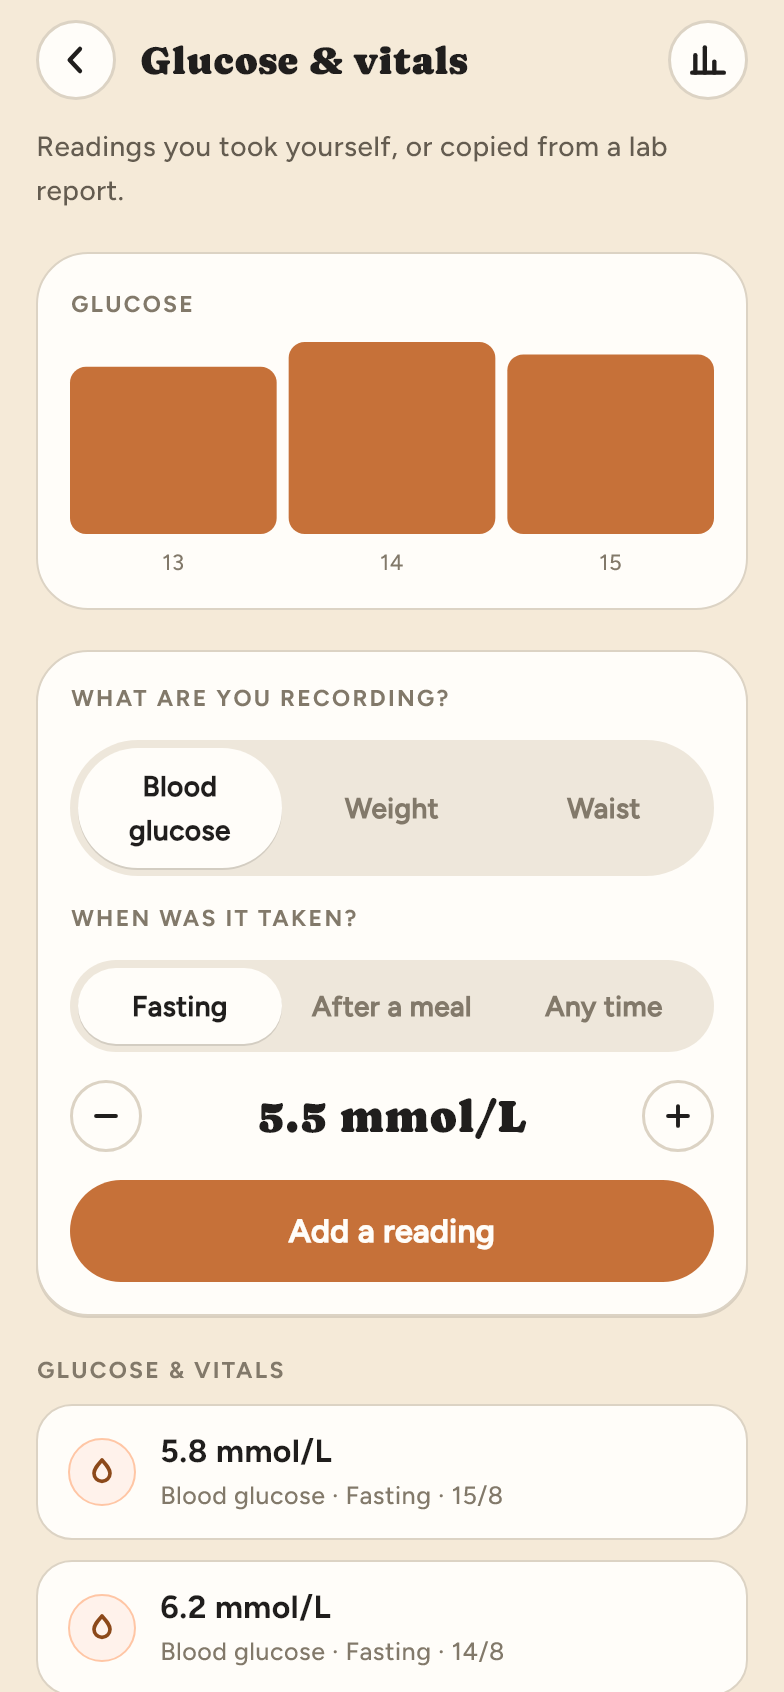 Glucose & vitals
Readings you took yourself, or copied from a lab
report.
GLUCOSE
13
14
15
WHAT ARE YOU RECORDING?
Blood
glucose
Weight
Waist
WHEN WAS IT TAKEN?
Fasting
After a meal
Any time
5.5 mmol/L
Add a reading
GLUCOSE & VITALS
5.8 mmol/L
Blood glucose · Fasting · 15/8
6.2 mmol/L
Blood glucose · Fasting · 14/8